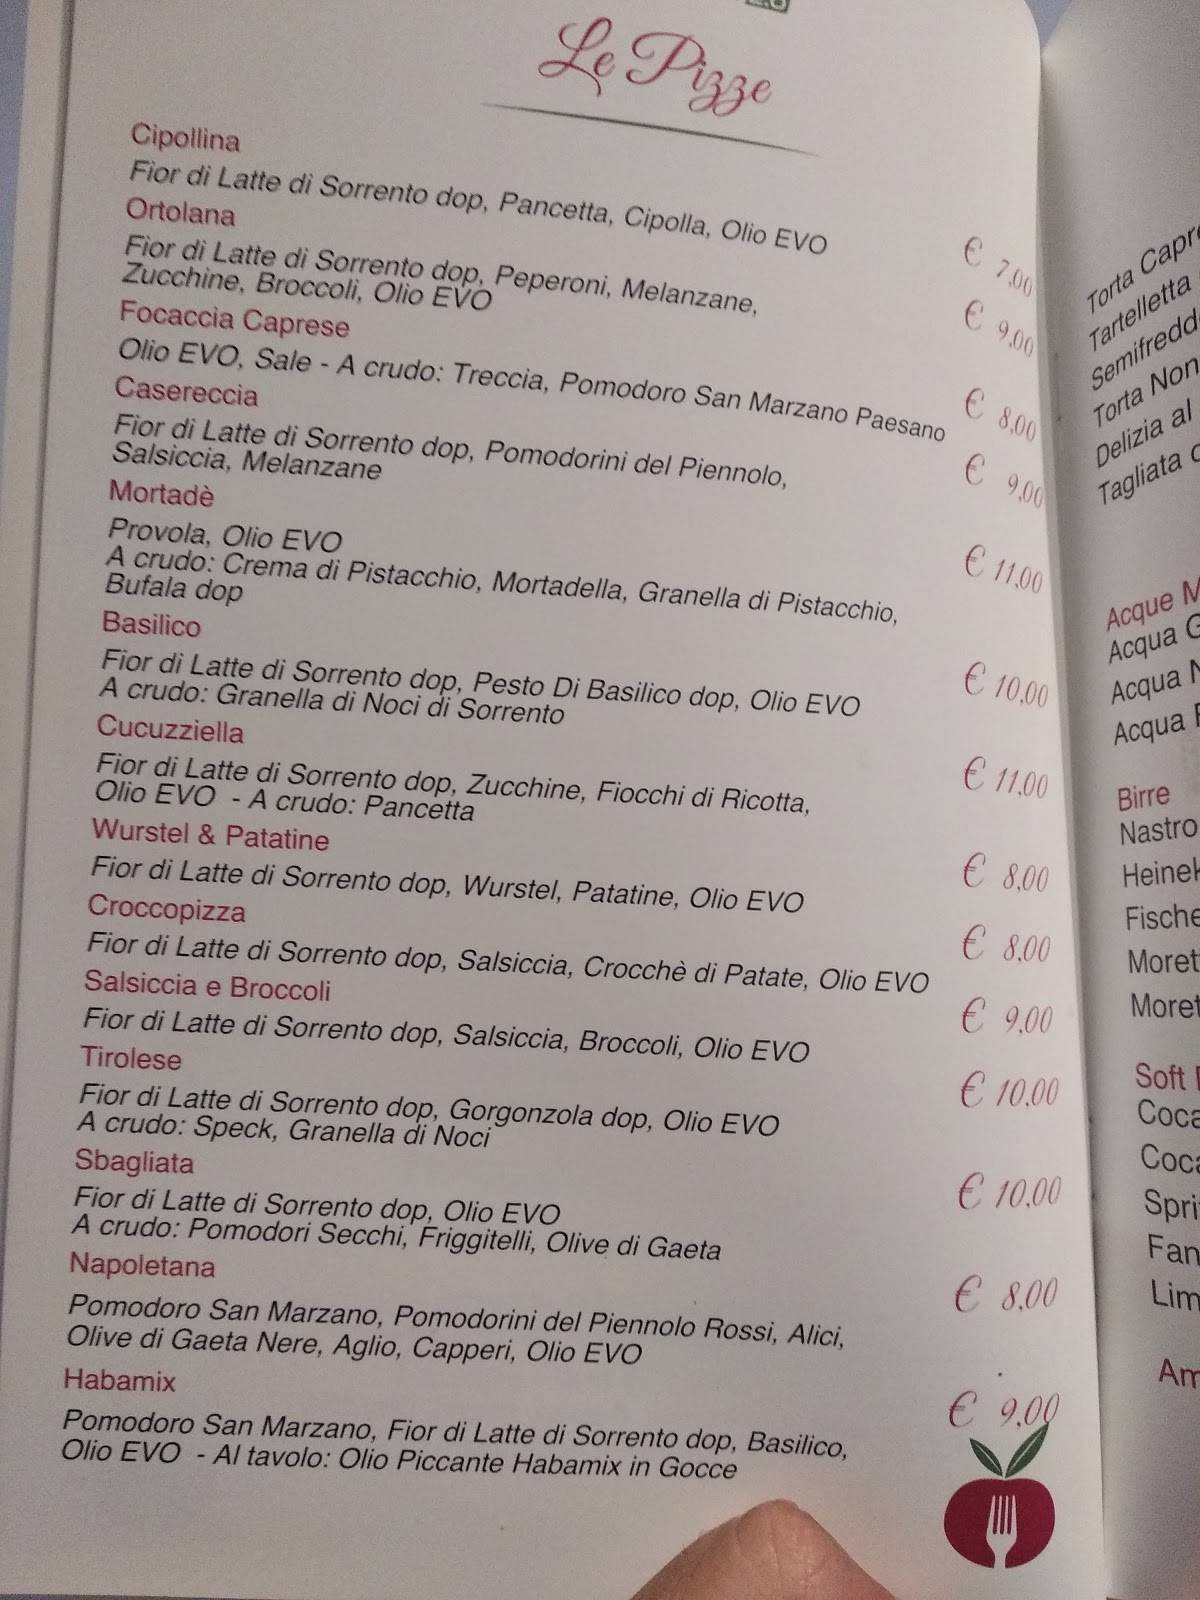 Le Pizze
Cipollina
Fior di Latte di Sorrento dop, Pancetta, Cipolla, Olio EVO € 7,00
Ortolana
Fior di Latte di Sorrento dop, Peperoni, Melanzane, € 9,00
Zucchine, Broccoli, Olio EVO
Focaccia Caprese
Olio EVO, Sale - A crudo: Treccia, Pomodoro San Marzano Paesano € 8,00
Casereccia
Fior di Latte di Sorrento dop, Pomodorini del Piennolo, € 9,00
Salsiccia, Melanzane
Mortadè
Provola, Olio EVO € 11,00
A crudo: Crema di Pistacchio, Mortadella, Granella di Pistacchio,
Bufala dop
Basilico
Fior di Latte di Sorrento dop, Pesto Di Basilico dop, Olio EVO € 10,00
A crudo: Granella di Noci di Sorrento
Cucuzziella
Fior di Latte di Sorrento dop, Zucchine, Fiocchi di Ricotta, € 11,00
Olio EVO - A crudo: Pancetta
Wurstel & Patatine
Fior di Latte di Sorrento dop, Wurstel, Patatine, Olio EVO € 8,00
Croccopizza
Fior di Latte di Sorrento dop, Salsiccia, Crocchè di Patate, Olio EVO € 8,00
Salsiccia e Broccoli
Fior di Latte di Sorrento dop, Salsiccia, Broccoli, Olio EVO € 9,00
Tirolese
Fior di Latte di Sorrento dop, Gorgonzola dop, Olio EVO € 10,00
A crudo: Speck, Granella di Noci
Sbagliata
Fior di Latte di Sorrento dop, Olio EVO € 10,00
A crudo: Pomodori Secchi, Friggitelli, Olive di Gaeta
Napoletana
Pomodoro San Marzano, Pomodorini del Piennolo Rossi, Alici, € 8,00
Olive di Gaeta Nere, Aglio, Capperi, Olio EVO
Habamix
Pomodoro San Marzano, Fior di Latte di Sorrento dop, Basilico, € 9,00
Olio EVO - Al tavolo: Olio Piccante Habamix in Gocce
Torta
Tartelletta
Torta
Delizia al
Tagliata
Acque
Acqua
Acqua
Acqua
Birre
Nastro
Soft